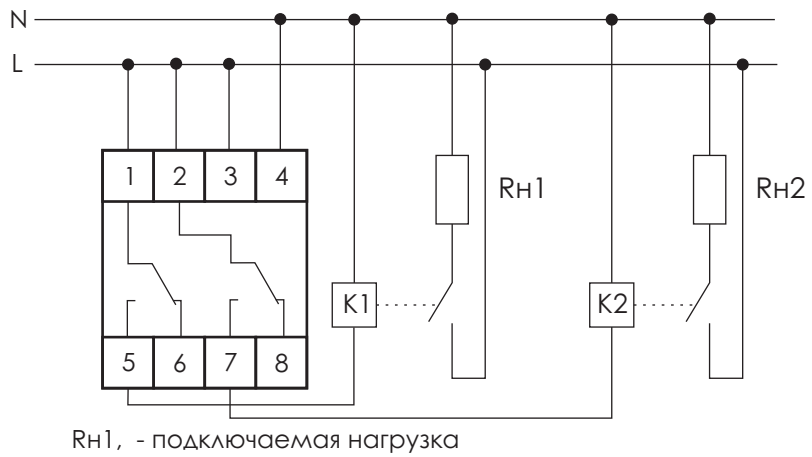 N
L
1 2 3 4
Rн1
Rн2
K1
K2
5 6 7 8
Rн1, - подключаемая нагрузка